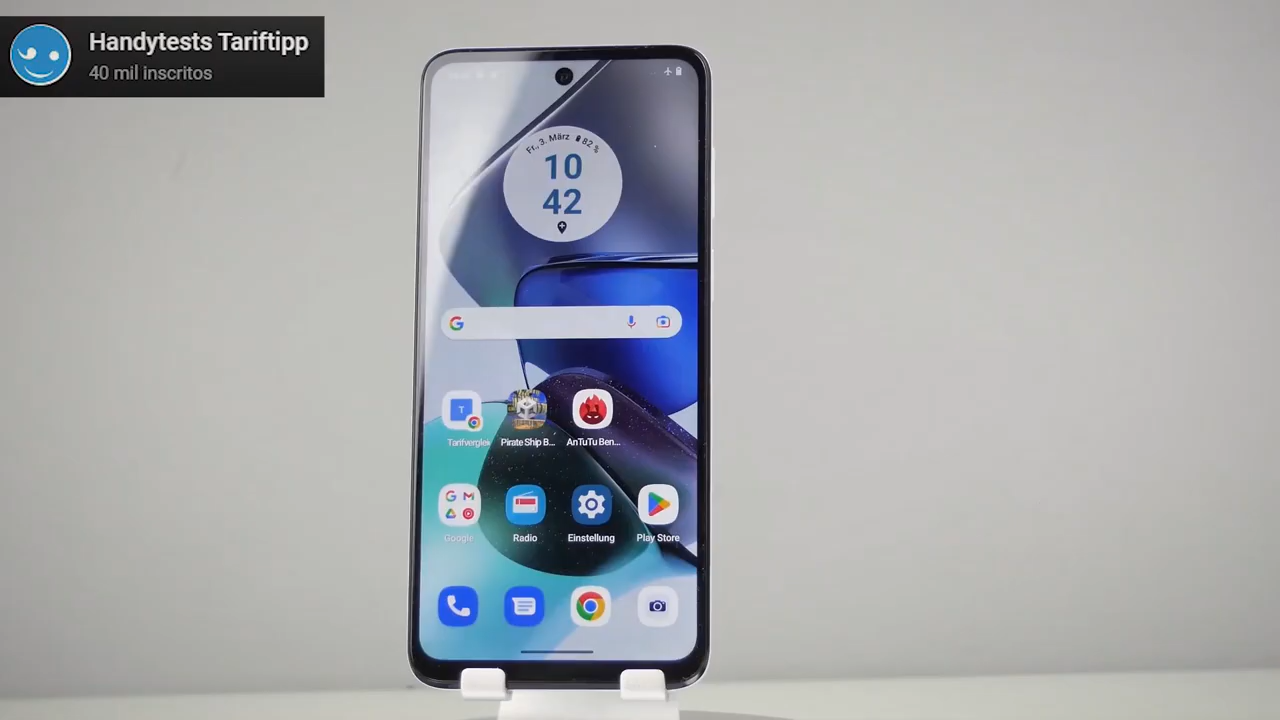 Handytests Tariftipp
40 mil inscritos
Fr., 3. März 82 %
10
42
T
Tarifverglei
Pirate Ship B...
AnTuTu Ben...
Google
Radio
Einstellung
Play Store